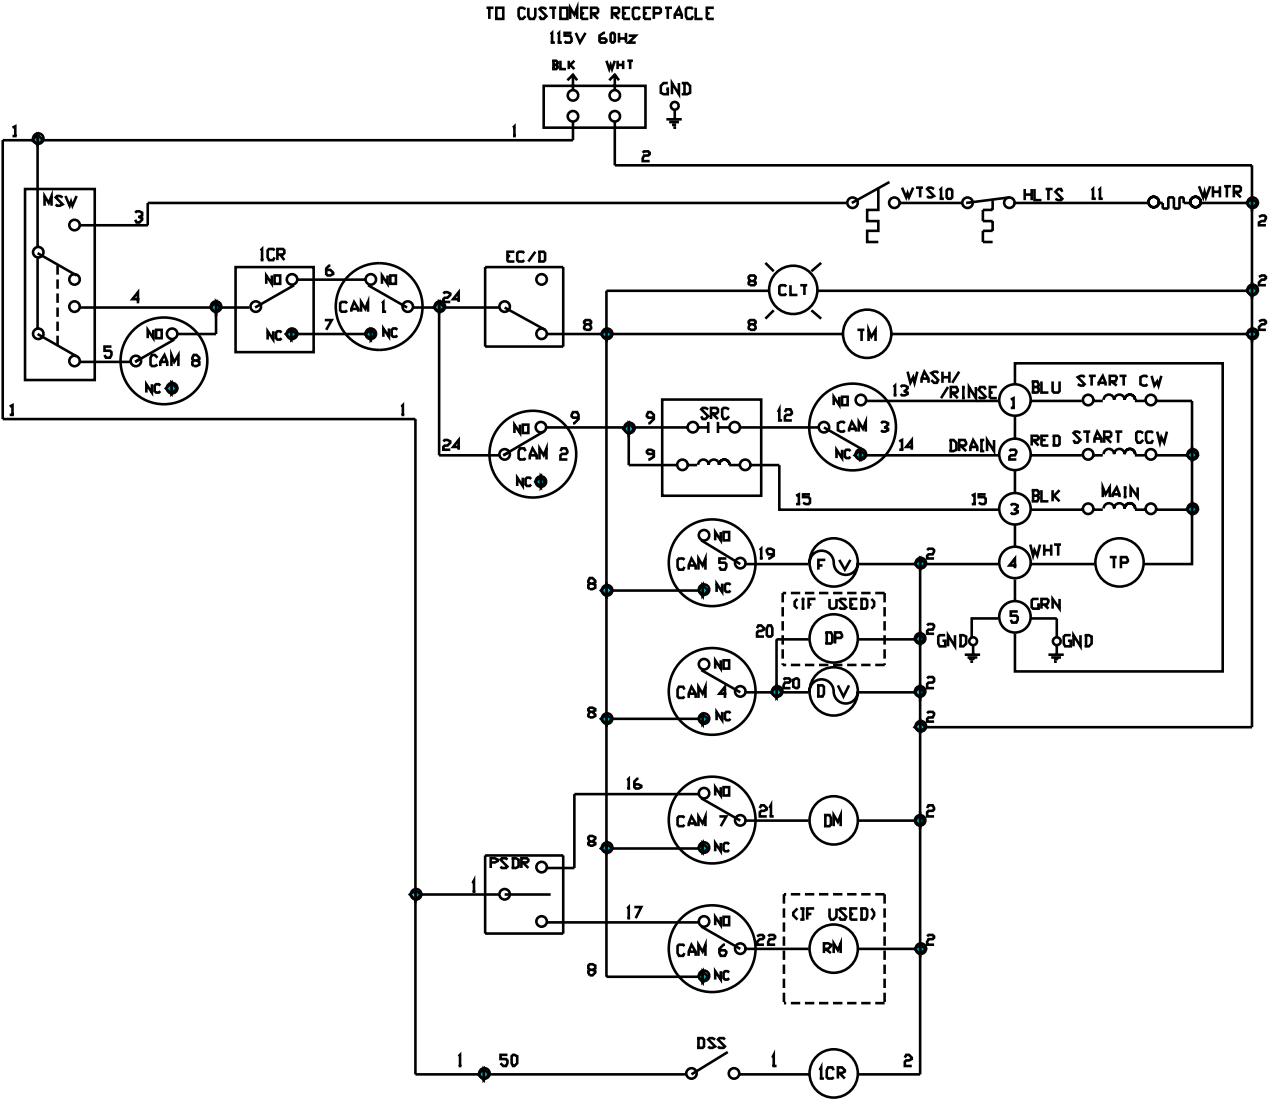 TO CUSTOMER RECEPTACLE
115V 60Hz
BLK WHT
GND
1 1
2
MSW
3
WTS10 HLTS 11 WHTR
2
1CR
EC/D
NO 6 NO
CAM 1
8 CLT 2
4
24
NC 7 NC
8 8 TM 2
NO
5 CAM 8
NC
WASH/
13 /RINSE 1 BLU START CW
NO
1 1
9 9 SRC 12 CAM 3
NO
24 CAM 2
NC
9
NC 14 DRAIN 2 RED START CCW
15 15 3 BLK MAIN
NO
CAM 5 19 F V 2 4 WHT TP
8 NC
(IF USED)
20 DP 2
5 GRN
GND GND
NO
CAM 4 20 D V 2
8 NC
2
16 NO
CAM 7 21 DM 2
8 NC
PSDR
1
17 NO
(IF USED)
CAM 6 22 RM 2
8 NC
1 50 DSS 1 1CR 2